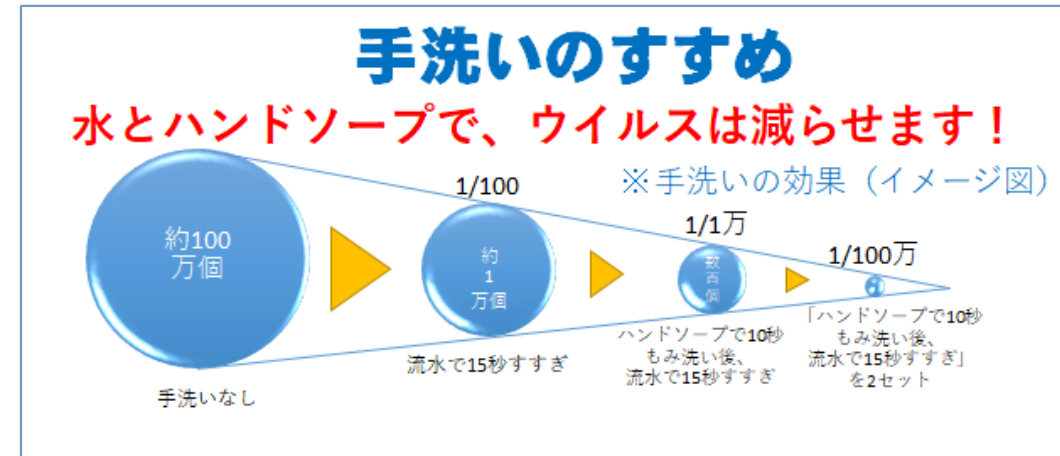 手洗いのすすめ
水とハンドソープで、ウイルスは減らせます！
※手洗いの効果（イメージ図）
約100
万個
手洗いなし
1/100
約
1
万個
流水で15秒すすぎ
1/1万
数
百
個
ハンドソープで10秒
もみ洗い後、
流水で15秒すすぎ
1/100万
「ハンドソープで10秒
もみ洗い後、
流水で15秒すすぎ」
を2セット